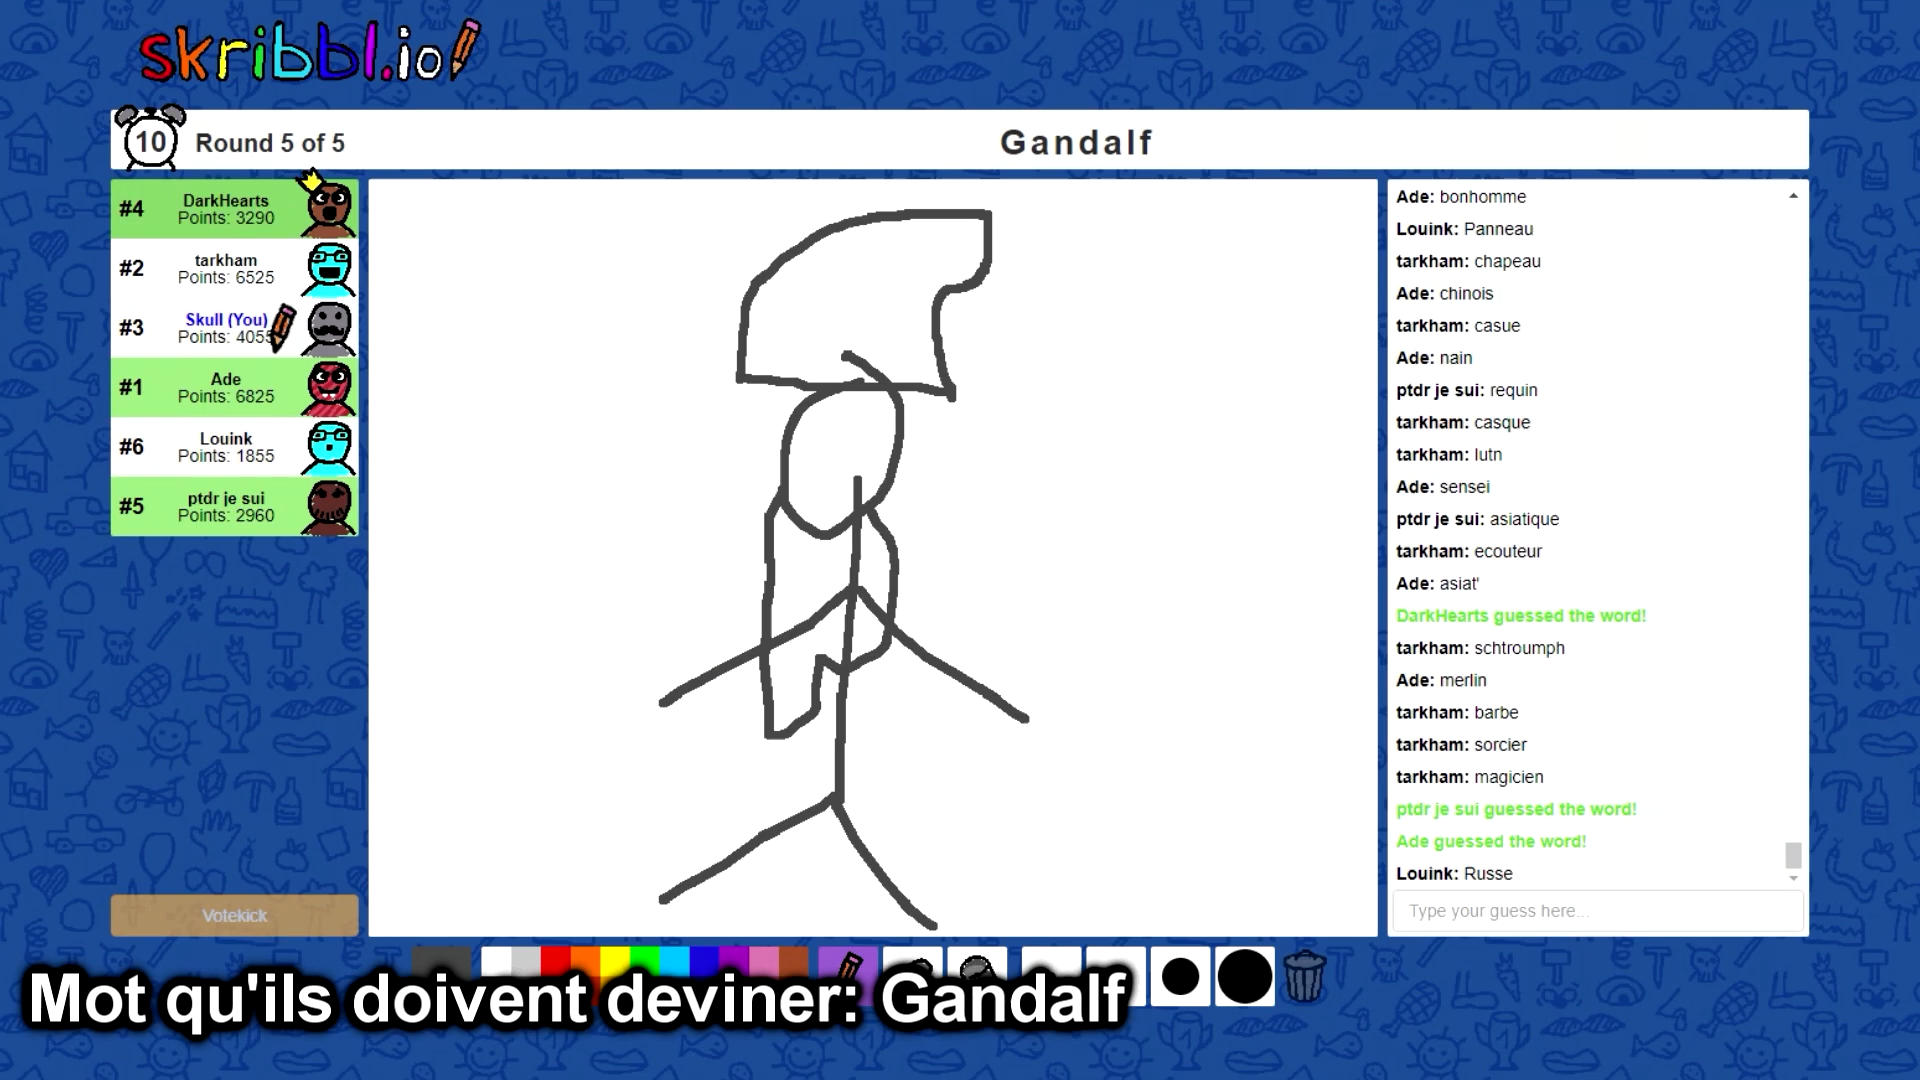 skribbl.io
10
Round 5 of 5
Gandalf
#4
DarkHearts
Points: 3290
#2
tarkham
Points: 6525
#3
Skull (You)
Points: 4055
#1
Ade
Points: 6825
#6
Louink
Points: 1855
#5
ptdr je sui
Points: 2960
Votekick
Ade: bonhomme
Louink: Panneau
tarkham: chapeau
Ade: chinois
tarkham: casue
Ade: nain
ptdr je sui: requin
tarkham: casque
tarkham: lutn
Ade: sensei
ptdr je sui: asiatique
tarkham: ecouteur
Ade: asiat'
DarkHearts guessed the word!
tarkham: schtroumph
Ade: merlin
tarkham: barbe
tarkham: sorcier
tarkham: magicien
ptdr je sui guessed the word!
Ade guessed the word!
Louink: Russe
Type your guess here...
Mot qu'ils doivent deviner: Gandalf